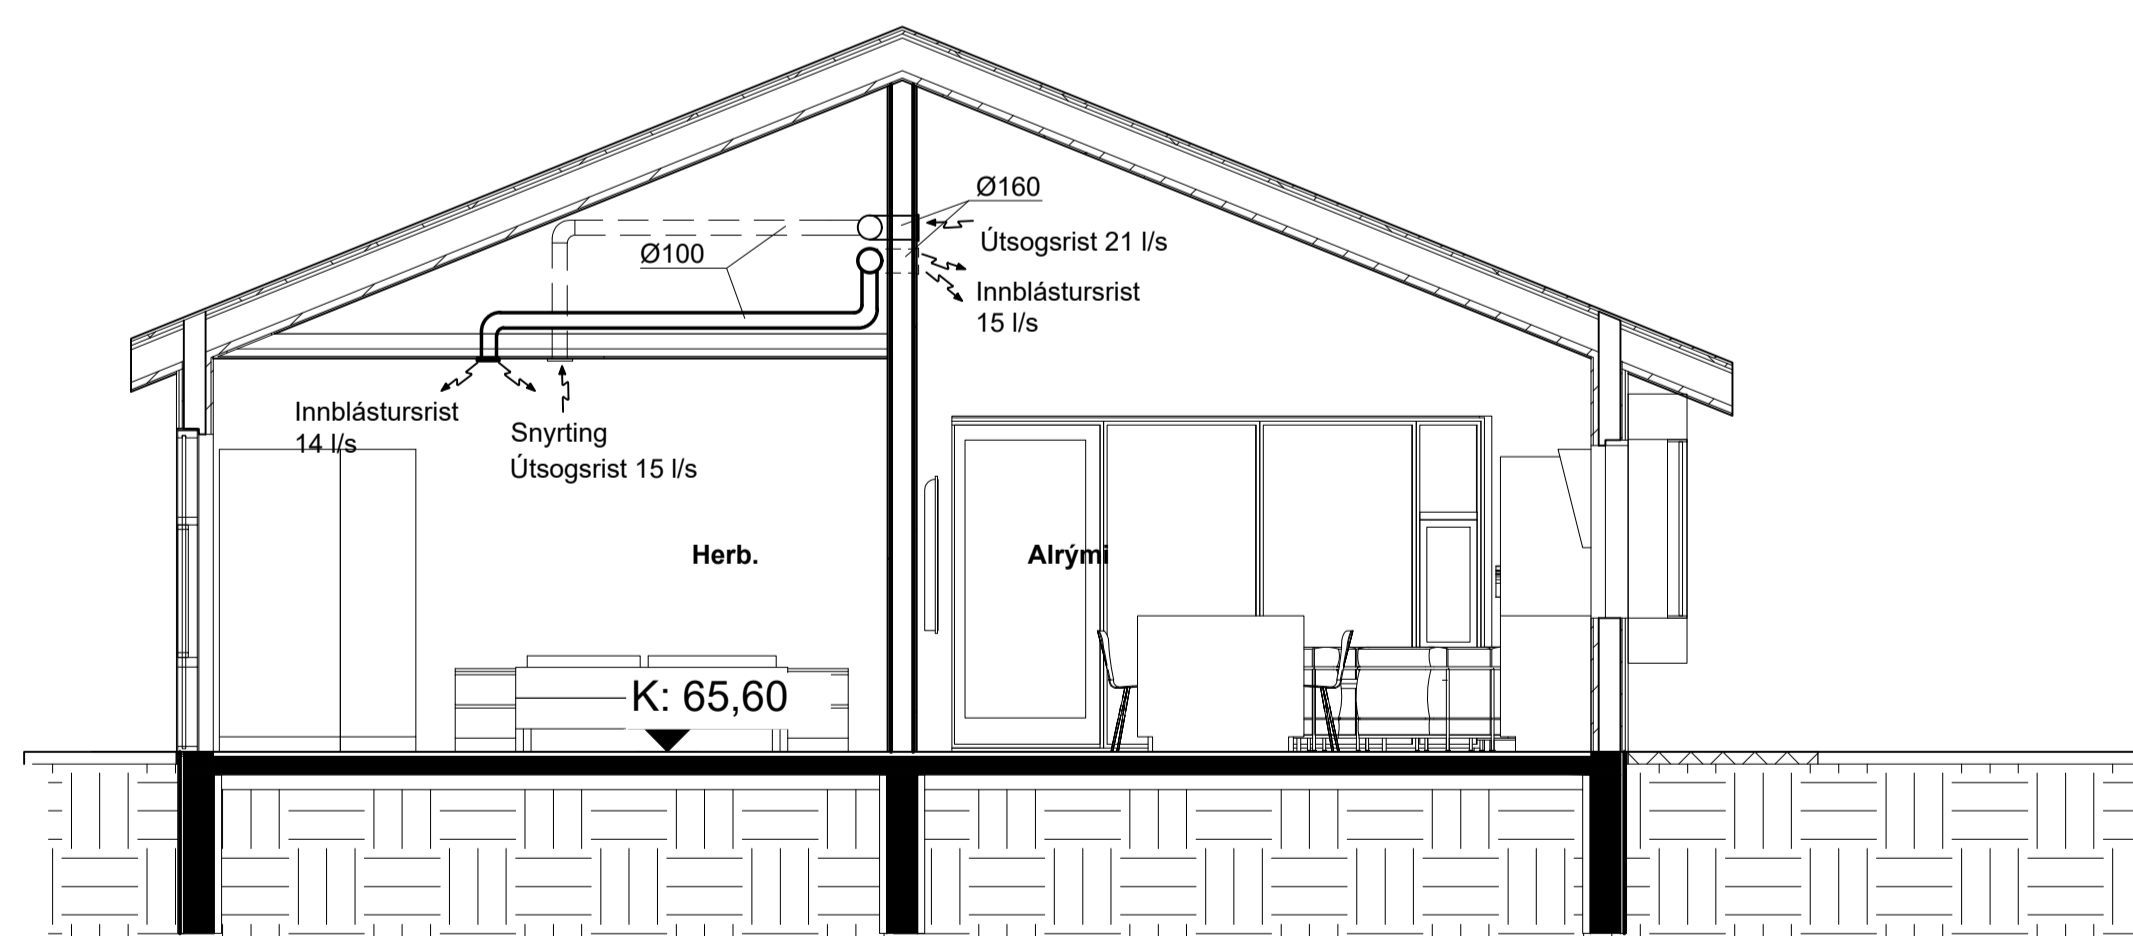 Ø160
Útsogsrist 21 l/s
Ø100
Innblástursrist
15 l/s
Innblástursrist
14 l/s
Snyrting
Útsogsrist 15 l/s
Herb.
Alrými
K: 65,60